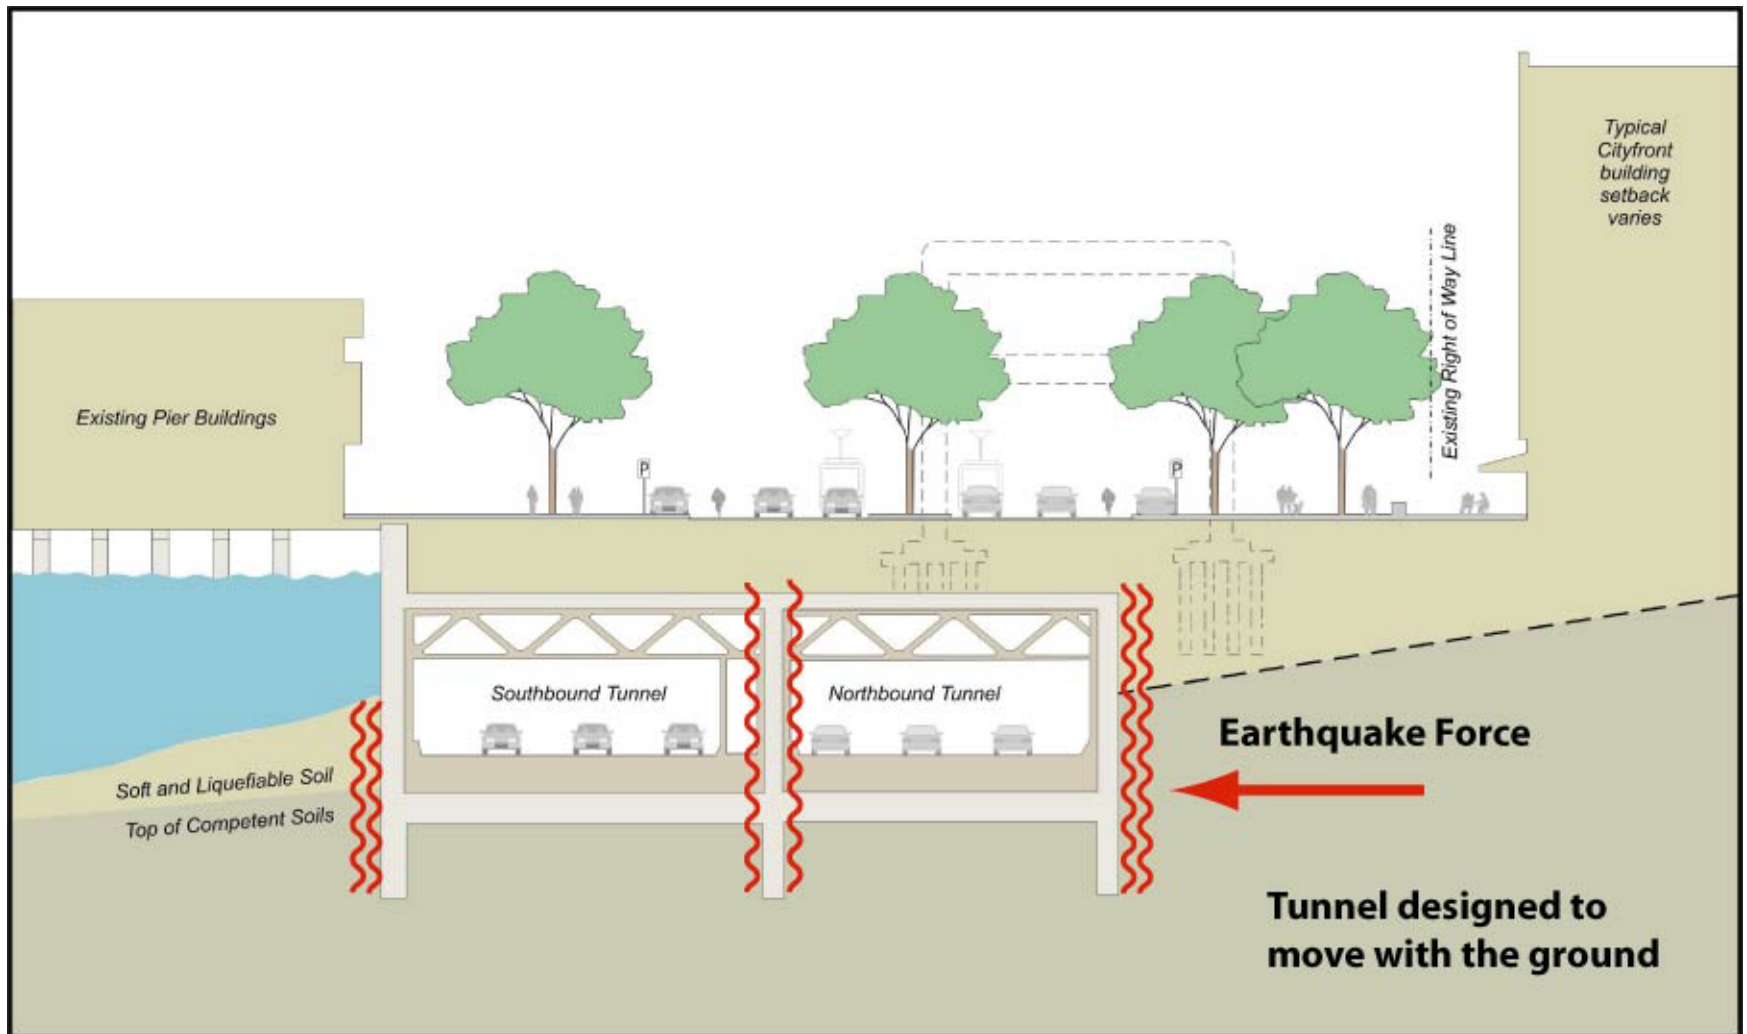 Typical
Cityfront
building
setback
varies
Existing Right of Way Line
Existing Pier Buildings
P
P
Southbound Tunnel
Northbound Tunnel
Earthquake Force
Soft and Liquefiable Soil
Top of Competent Soils
Tunnel designed to
move with the ground